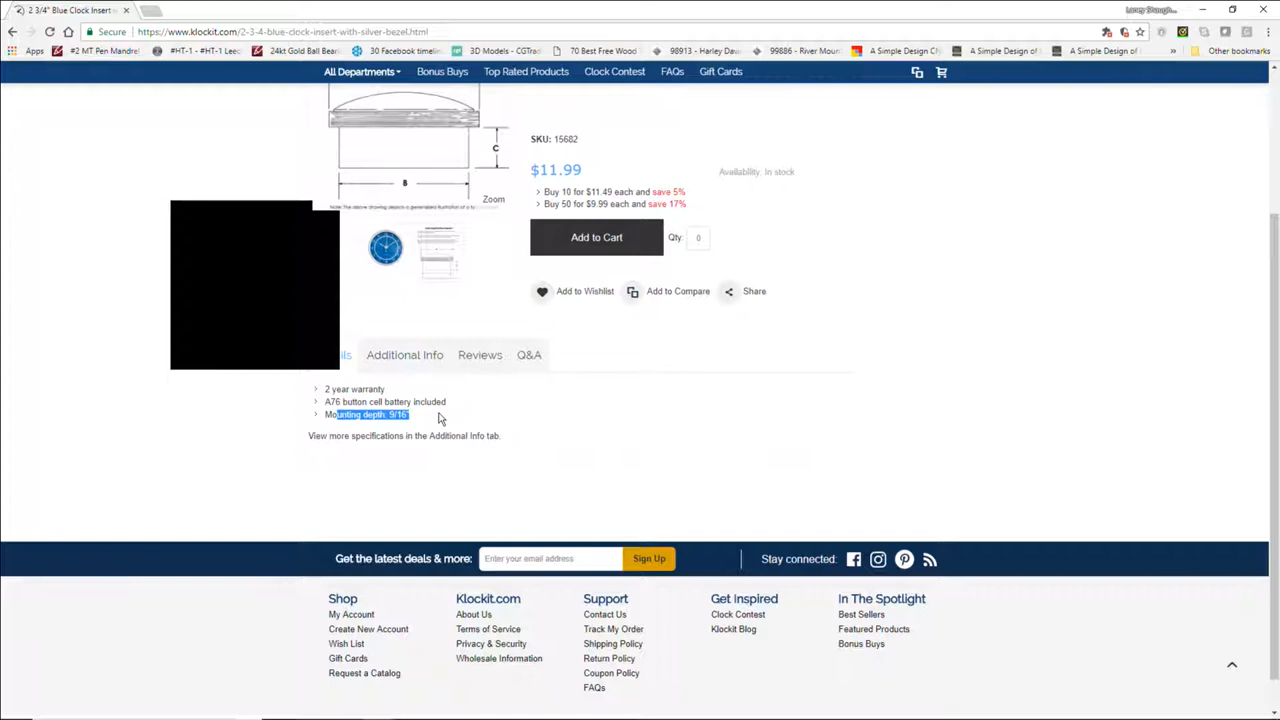 2 3/4" Blue Clock Insert
Secure
https://www.klockit.com/2-3-4-blue-clock-insert-with-silver-bezel.html
Apps
#2 MT Pen Mandrel
#HT-1 - #HT-1 Head
24kt Gold Ball Bear
30 Facebook timeline
3D Models - CGTrad
70 Best Free Wood
98913 - Harley Dav
99886 - River Moun
A Simple Design Ch
A Simple Design of
A Simple Design of
»
Other bookmarks
All Departments
Bonus Buys
Top Rated Products
Clock Contest
FAQs
Gift Cards
C
B
Zoom
SKU: 15682
$11.99
Availability: In stock
Buy 10 for $11.49 each and save 5%
Buy 50 for $9.99 each and save 17%
Add to Cart
Qty: 0
Add to Wishlist
Add to Compare
Share
ils
Additional Info
Reviews
Q&A
2 year warranty
A76 button cell battery included
Mounting depth: 9/16"
View more specifications in the Additional Info tab.
Get the latest deals & more:
Enter your email address
Sign Up
Stay connected:
Shop
My Account
Create New Account
Wish List
Gift Cards
Request a Catalog
Klockit.com
About Us
Terms of Service
Privacy & Security
Wholesale Information
Support
Contact Us
Track My Order
Shipping Policy
Return Policy
Coupon Policy
FAQs
Get Inspired
Clock Contest
Klockit Blog
In The Spotlight
Best Sellers
Featured Products
Bonus Buys